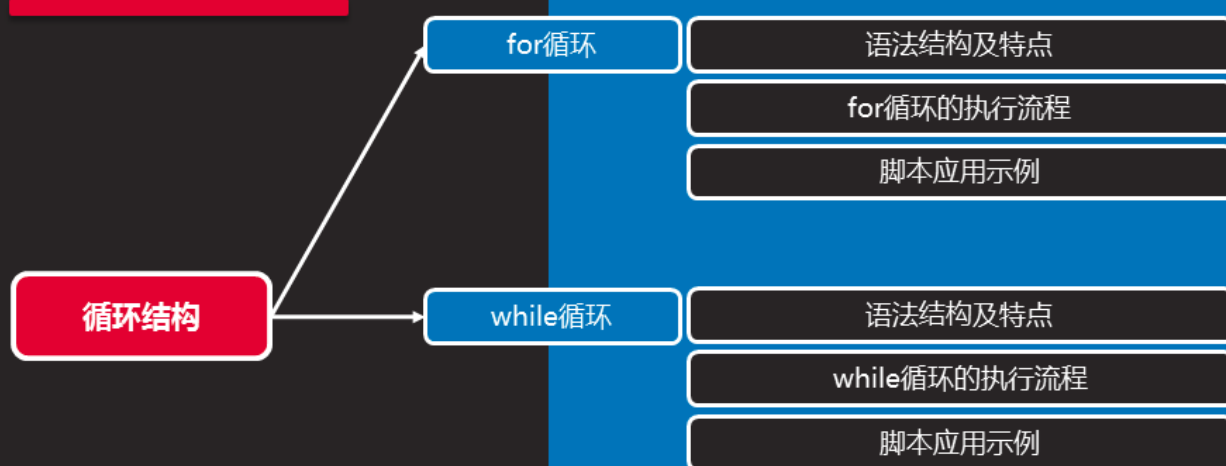 for循环
语法结构及特点
for循环的执行流程
脚本应用示例
循环结构
while循环
语法结构及特点
while循环的执行流程
脚本应用示例